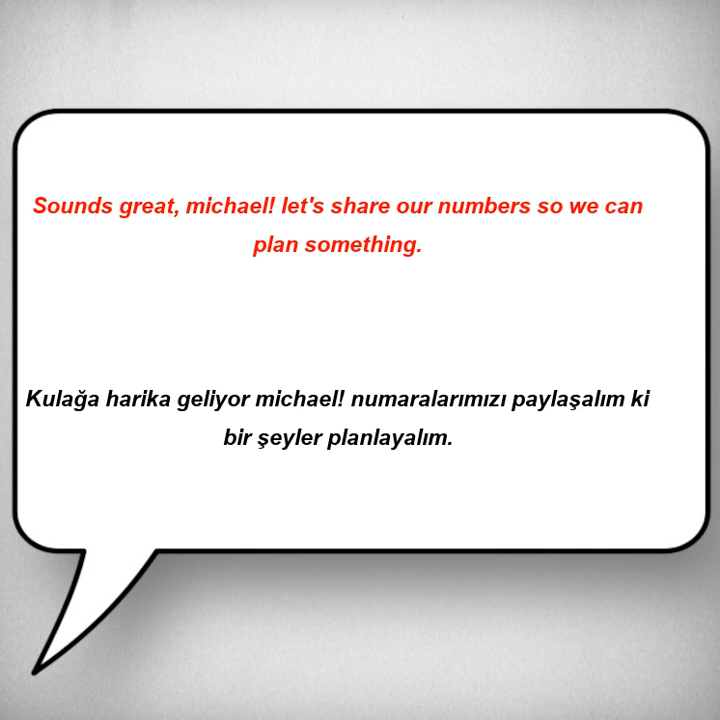 Sounds great, michael! let's share our numbers so we can
plan something.
Kulağa harika geliyor michael! numaralarımızı paylaşalım ki
bir şeyler planlayalım.